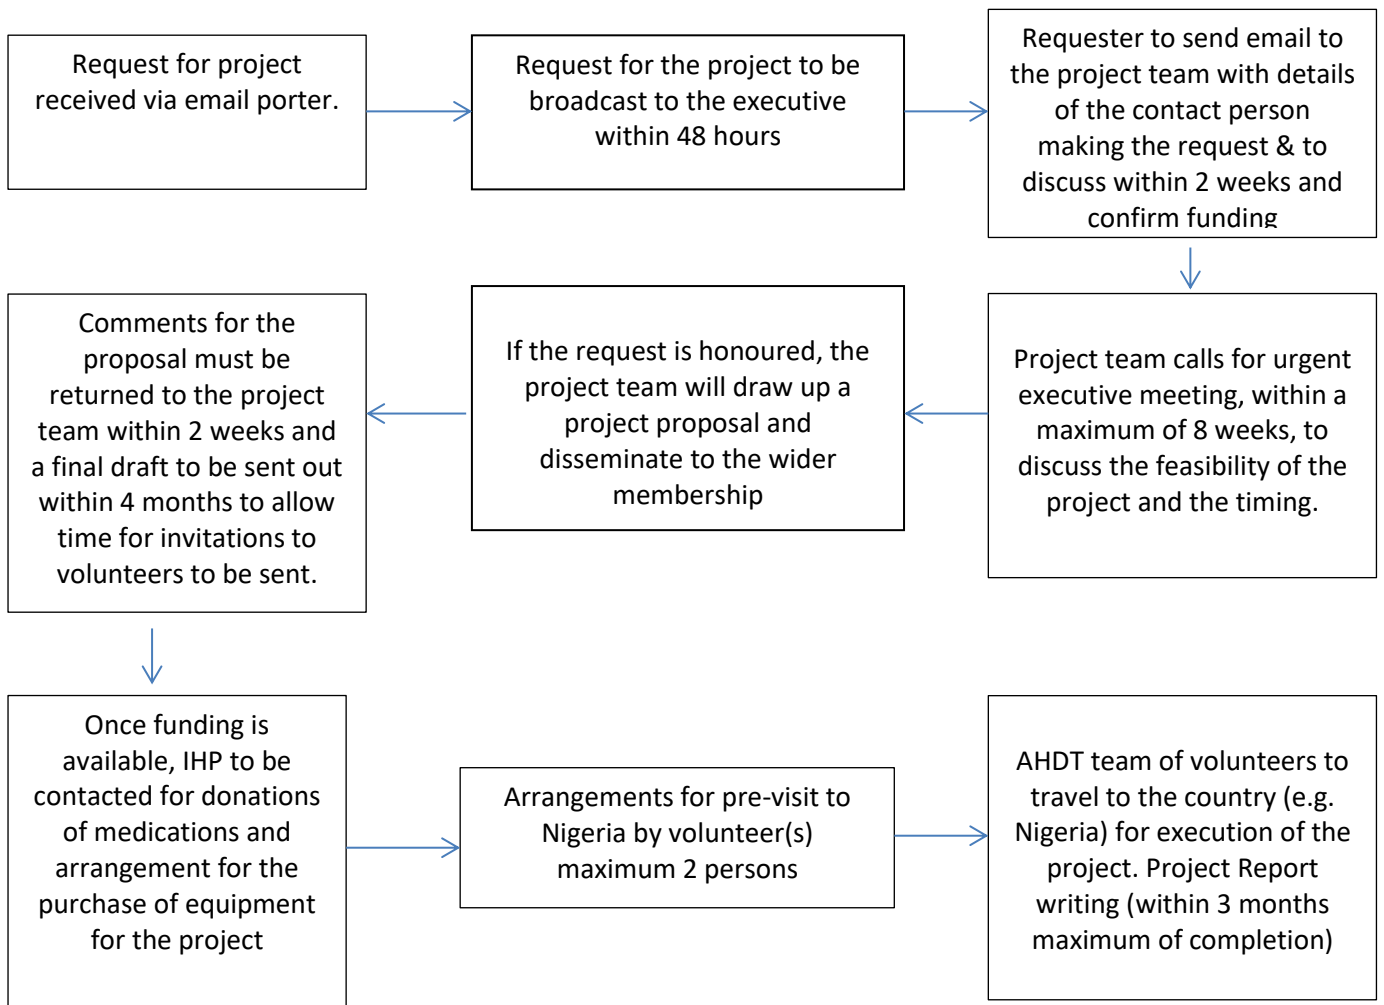 Request for project
received via email porter.
Request for the project to be
broadcast to the executive
within 48 hours
Requester to send email to
the project team with details
of the contact person
making the request & to
discuss within 2 weeks and
confirm funding
Project team calls for urgent
executive meeting, within a
maximum of 8 weeks, to
discuss the feasibility of the
project and the timing.
If the request is honoured, the
project team will draw up a
project proposal and
disseminate to the wider
membership
Comments for the
proposal must be
returned to the project
team within 2 weeks and
a final draft to be sent out
within 4 months to allow
time for invitations to
volunteers to be sent.
Once funding is
available, IHP to be
contacted for donations
of medications and
arrangement for the
purchase of equipment
for the project
Arrangements for pre-visit to
Nigeria by volunteer(s)
maximum 2 persons
AHDT team of volunteers to
travel to the country (e.g.
Nigeria) for execution of the
project. Project Report
writing (within 3 months
maximum of completion)